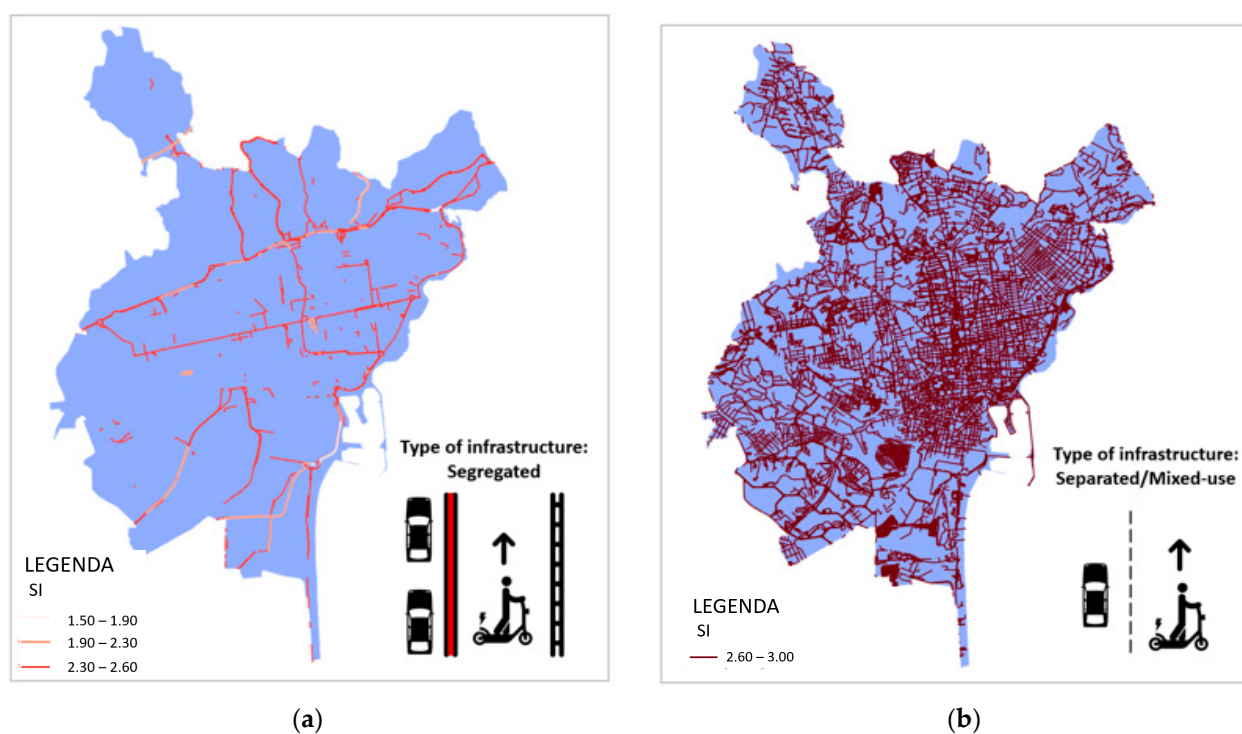 Type of infrastructure:
Segregated
LEGENDA
SI
1.50 – 1.90
1.90 – 2.30
2.30 – 2.60
(a)
Type of infrastructure:
Separated/Mixed-use
LEGENDA
SI
2.60 – 3.00
(b)